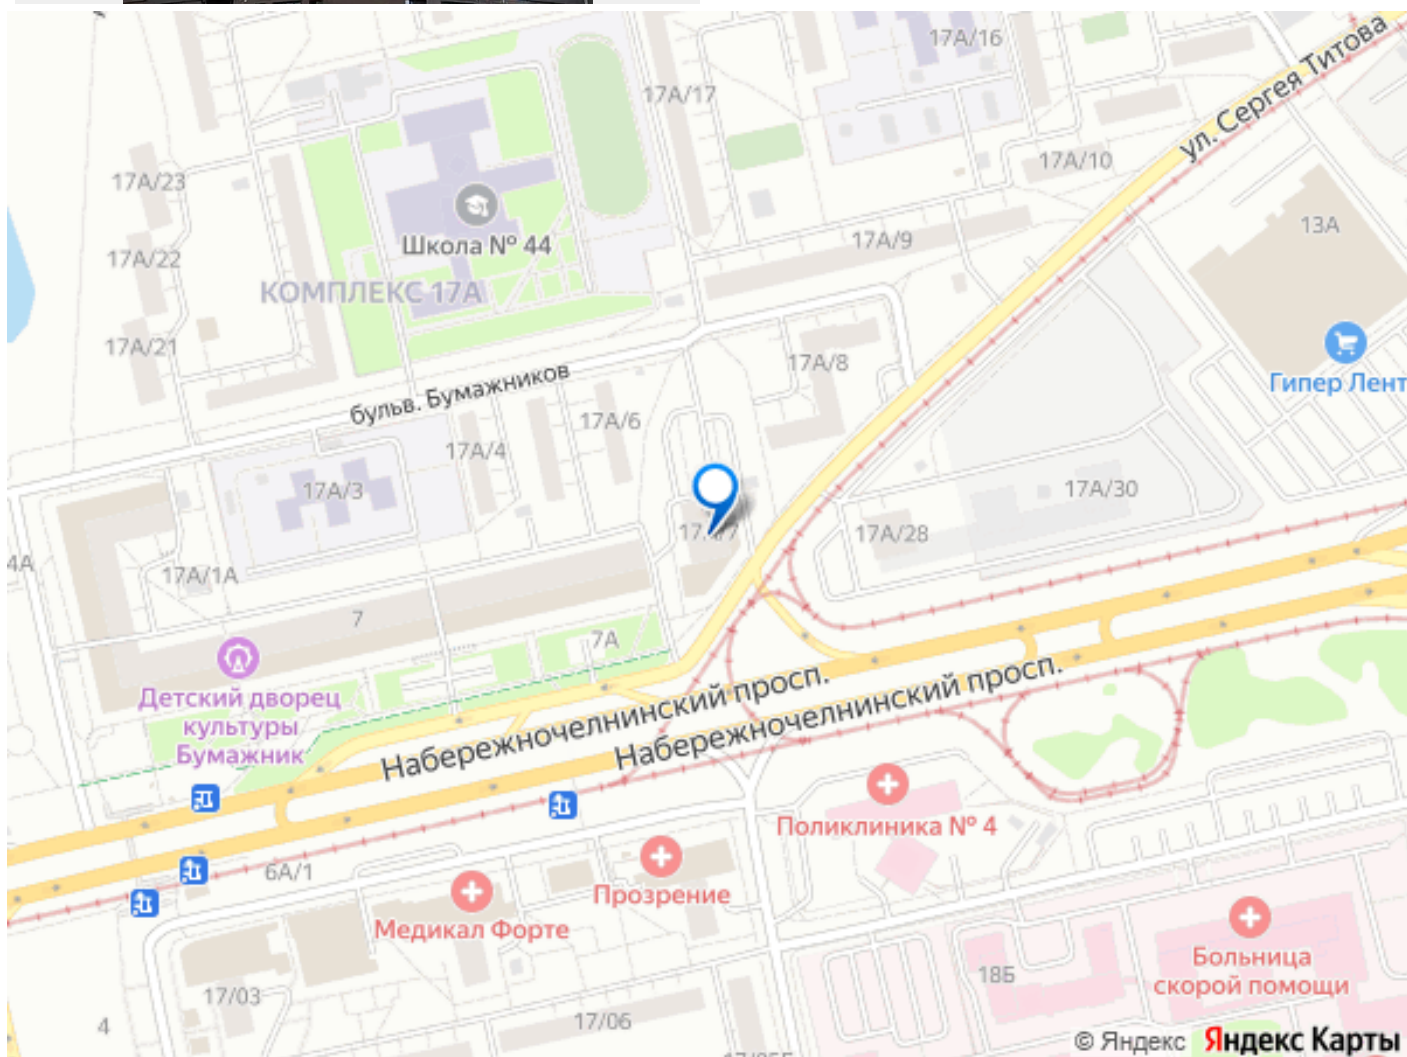 17А/16
ул. Сергея Титова
17А/17
17А/10
17А/23
13А
17А/9
Школа № 44
17А/22
КОМПЛЕКС 17А
17А/21
17А/8
Гипер Лент
бульв. Бумажников
17А/6
17А/4
17А/3
17А/30
17А/7
17А/28
4А
17А/1А
7
7А
Детский дворец
культуры
Бумажник
Набережночелнинский просп.
Набережночелнинский просп.
Поликлиника № 4
6А/1
Прозрение
Медикал Форте
Больница
скорой помощи
18Б
17/03
4
17/06
© Яндекс Яндекс Карты